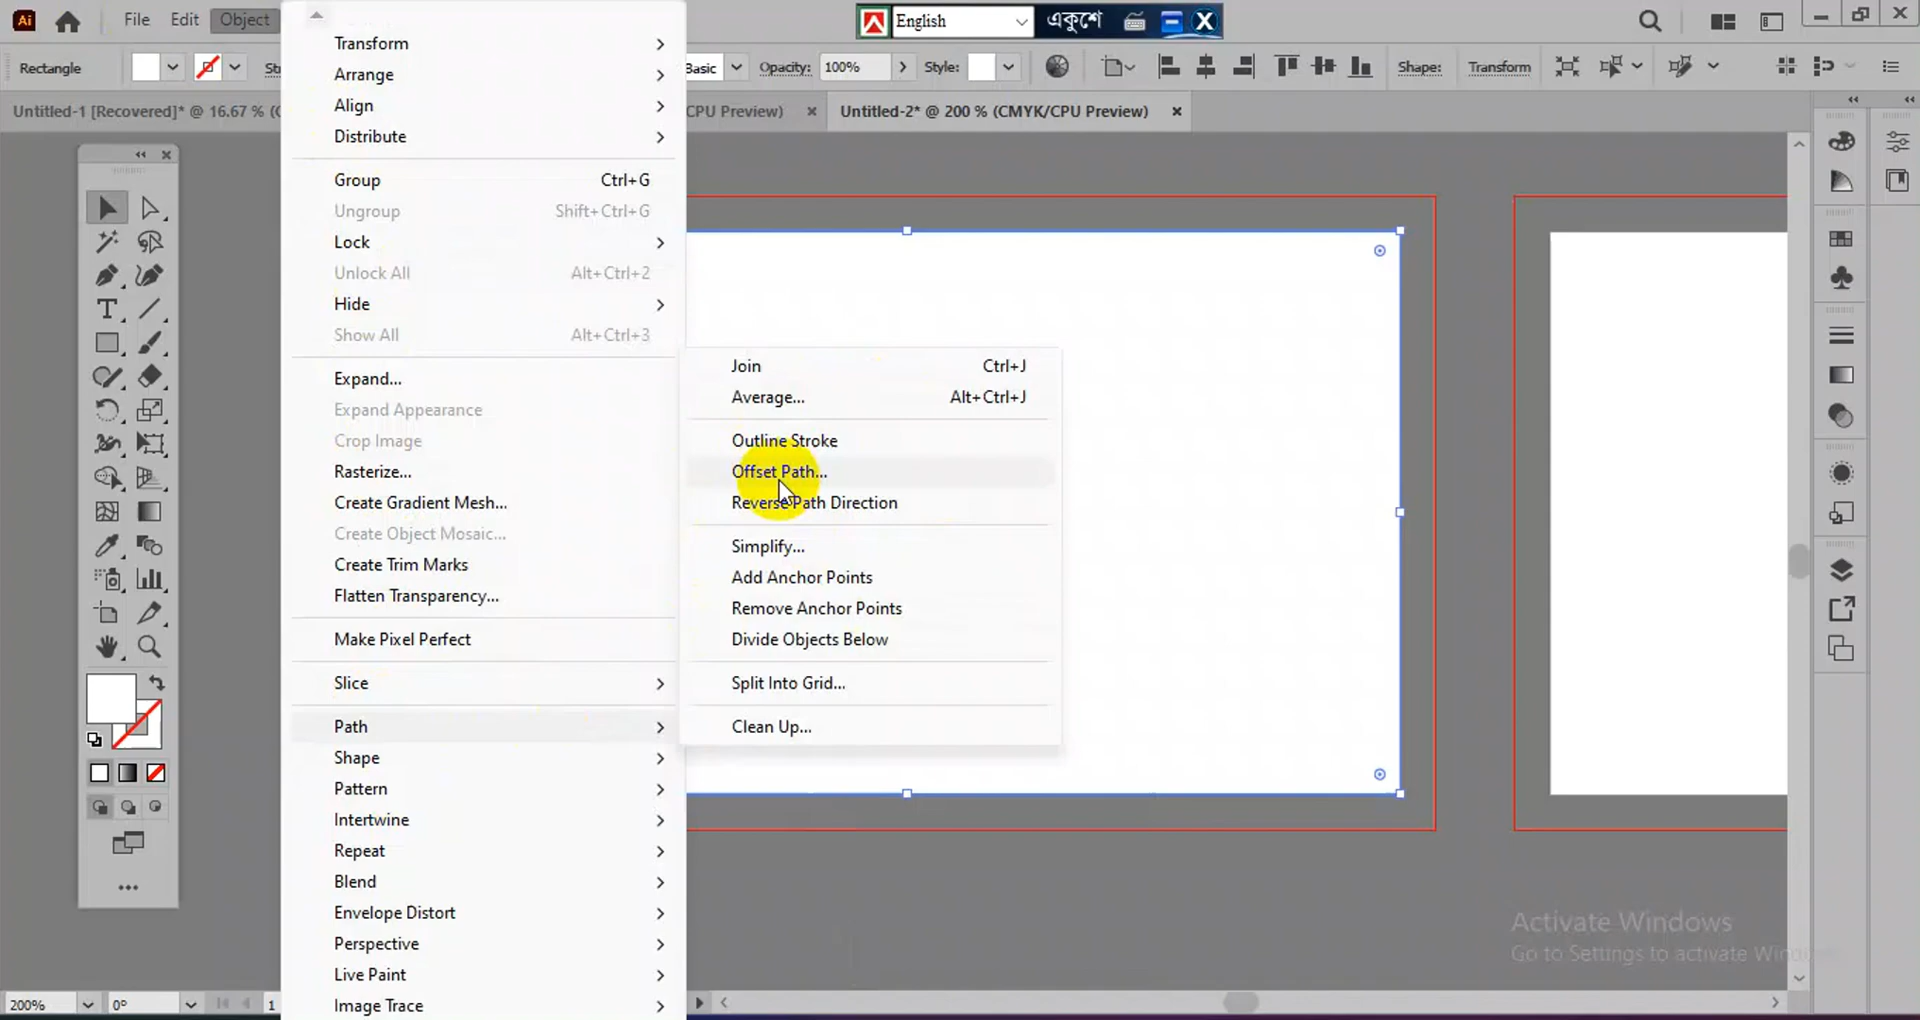 Ai File Edit Object
English একুশে X
Rectangle
Basic Opacity: 100% Style: Shape: Transform
Untitled-1 [Recovered]* @ 16.67 % (C
CPU Preview) ×
Untitled-2* @ 200 % (CMYK/CPU Preview) ×
Transform
Arrange
Align
Distribute
Group Ctrl+G
Ungroup Shift+Ctrl+G
Lock
Unlock All Alt+Ctrl+2
Hide
Show All Alt+Ctrl+3
Expand...
Expand Appearance
Crop Image
Rasterize...
Create Gradient Mesh...
Create Object Mosaic...
Create Trim Marks
Flatten Transparency...
Make Pixel Perfect
Slice
Path
Shape
Pattern
Intertwine
Repeat
Blend
Envelope Distort
Perspective
Live Paint
Image Trace
Join Ctrl+J
Average... Alt+Ctrl+J
Outline Stroke
Offset Path...
Reverse Path Direction
Simplify...
Add Anchor Points
Remove Anchor Points
Divide Objects Below
Split Into Grid...
Clean Up...
Activate Windows
Go to Settings to activate
200% 0° 1